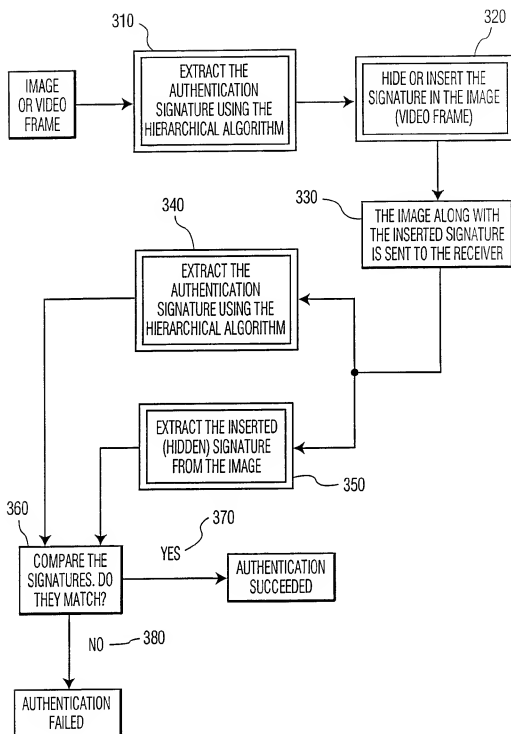 310
320
IMAGE
OR VIDEO
FRAME
EXTRACT THE
AUTHENTICATION
SIGNATURE USING THE
HIERARCHICAL ALGORITHM
HIDE OR INSERT THE
SIGNATURE IN THE IMAGE
(VIDEO FRAME)
330
THE IMAGE ALONG WITH
THE INSERTED SIGNATURE
IS SENT TO THE RECEIVER
340
EXTRACT THE
AUTHENTICATION
SIGNATURE USING THE
HIERARCHICAL ALGORITHM
EXTRACT THE INSERTED
(HIDDEN) SIGNATURE
FROM THE IMAGE
350
360
370
COMPARE THE
SIGNATURES. DO
THEY MATCH?
YES
AUTHENTICATION
SUCCEEDED
NO
380
AUTHENTICATION
FAILED